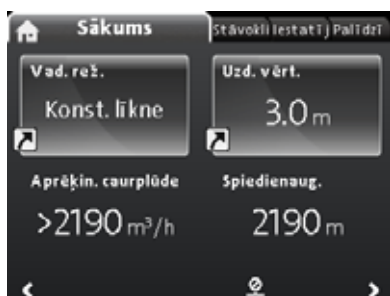 Sākums
Stāvokli Iestatīj Palīdzī
Vad. rež.
Uzd. vērt.
Konst. līkne
3.0 m
Aprēķin. caurplūde
Spiedienaug.
>2190 m³/h
2190 m